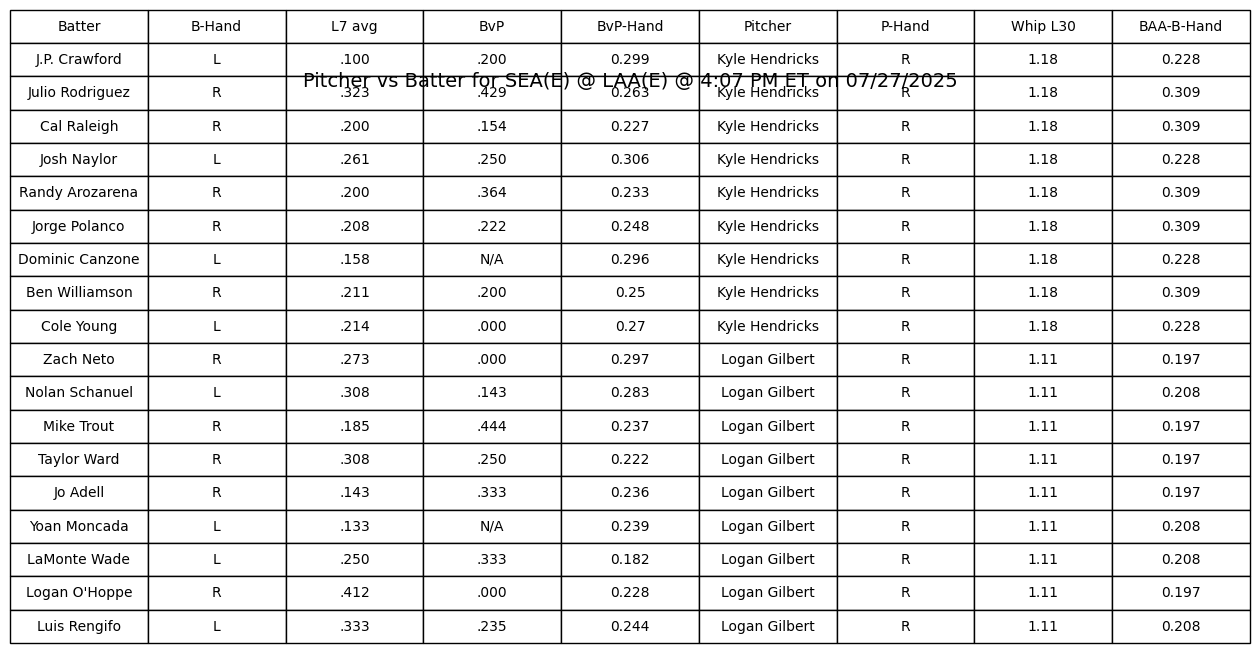 Batter B-Hand L7 avg BvP BvP-Hand Pitcher P-Hand Whip L30 BAA-B-Hand
J.P. Crawford L .100 .200 0.299 Kyle Hendricks R 1.18 0.228
Pitcher vs Batter for SEA(E) @ LAA(E) @ 4:07 PM ET on 07/27/2025
Julio Rodriguez R .323 .429 0.263 Kyle Hendricks R 1.18 0.309
Cal Raleigh R .200 .154 0.227 Kyle Hendricks R 1.18 0.309
Josh Naylor L .261 .250 0.306 Kyle Hendricks R 1.18 0.228
Randy Arozarena R .200 .364 0.233 Kyle Hendricks R 1.18 0.309
Jorge Polanco R .208 .222 0.248 Kyle Hendricks R 1.18 0.309
Dominic Canzone L .158 N/A 0.296 Kyle Hendricks R 1.18 0.228
Ben Williamson R .211 .200 0.25 Kyle Hendricks R 1.18 0.309
Cole Young L .214 .000 0.27 Kyle Hendricks R 1.18 0.228
Zach Neto R .273 .000 0.297 Logan Gilbert R 1.11 0.197
Nolan Schanuel L .308 .143 0.283 Logan Gilbert R 1.11 0.208
Mike Trout R .185 .444 0.237 Logan Gilbert R 1.11 0.197
Taylor Ward R .308 .250 0.222 Logan Gilbert R 1.11 0.197
Jo Adell R .143 .333 0.236 Logan Gilbert R 1.11 0.197
Yoan Moncada L .133 N/A 0.239 Logan Gilbert R 1.11 0.208
LaMonte Wade L .250 .333 0.182 Logan Gilbert R 1.11 0.208
Logan O'Hoppe R .412 .000 0.228 Logan Gilbert R 1.11 0.197
Luis Rengifo L .333 .235 0.244 Logan Gilbert R 1.11 0.208